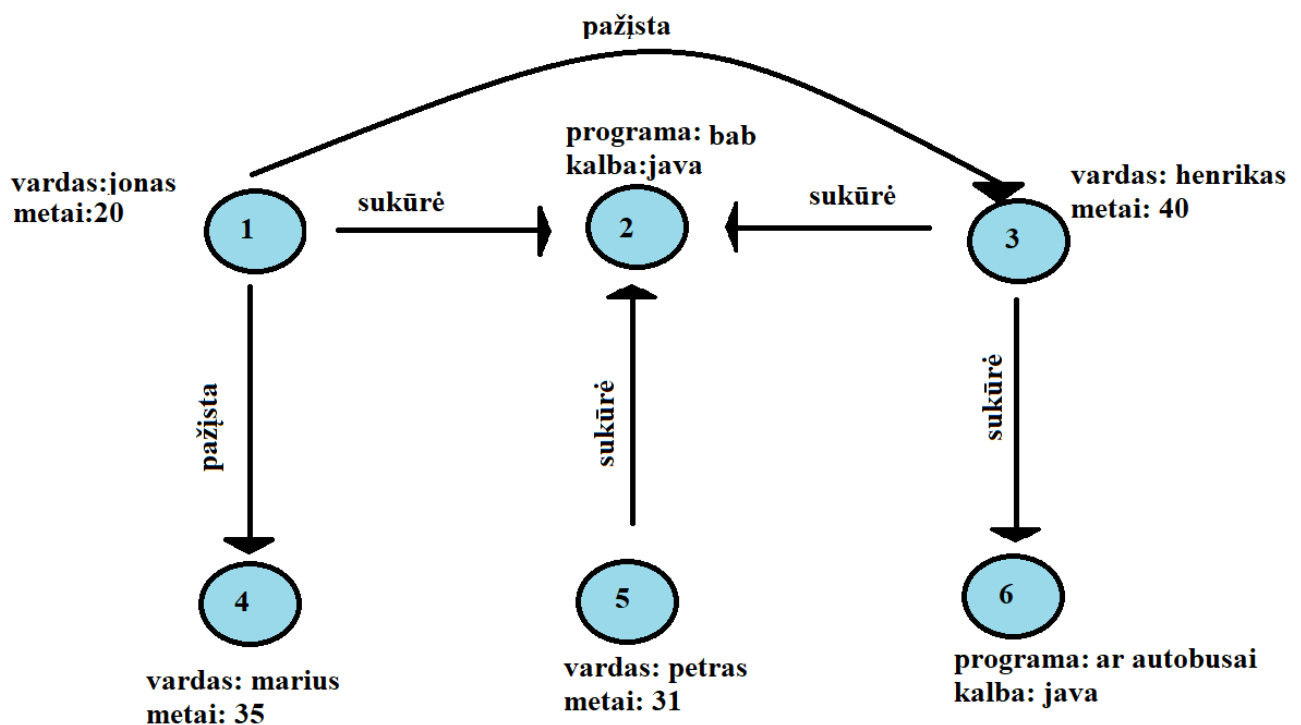 pažįsta
programa: bab
kalba:java
vardas:jonas
metai:20
sukūrė
sukūrė
vardas: henrikas
metai: 40
1
2
3
pažįsta
sukūrė
sukūrė
4
5
6
vardas: marius
metai: 35
vardas: petras
metai: 31
programa: ar autobusai
kalba: java